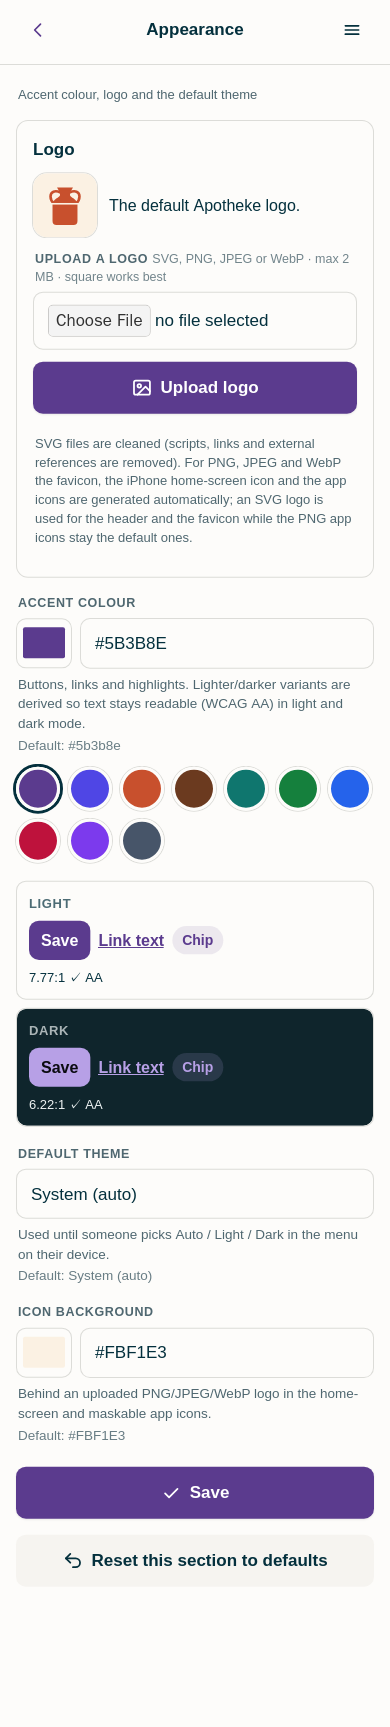 Appearance
Accent colour, logo and the default theme
Logo
The default Apotheke logo.
UPLOAD A LOGO SVG, PNG, JPEG or WebP · max 2
MB · square works best
Choose File no file selected
Upload logo
SVG files are cleaned (scripts, links and external
references are removed). For PNG, JPEG and WebP
the favicon, the iPhone home-screen icon and the app
icons are generated automatically; an SVG logo is
used for the header and the favicon while the PNG app
icons stay the default ones.
ACCENT COLOUR
#5B3B8E
Buttons, links and highlights. Lighter/darker variants are
derived so text stays readable (WCAG AA) in light and
dark mode.
Default: #5b3b8e
LIGHT
Save Link text Chip
7.77:1 ✓ AA
DARK
Save Link text Chip
6.22:1 ✓ AA
DEFAULT THEME
System (auto)
Used until someone picks Auto / Light / Dark in the menu
on their device.
Default: System (auto)
ICON BACKGROUND
#FBF1E3
Behind an uploaded PNG/JPEG/WebP logo in the home-
screen and maskable app icons.
Default: #FBF1E3
Save
Reset this section to defaults